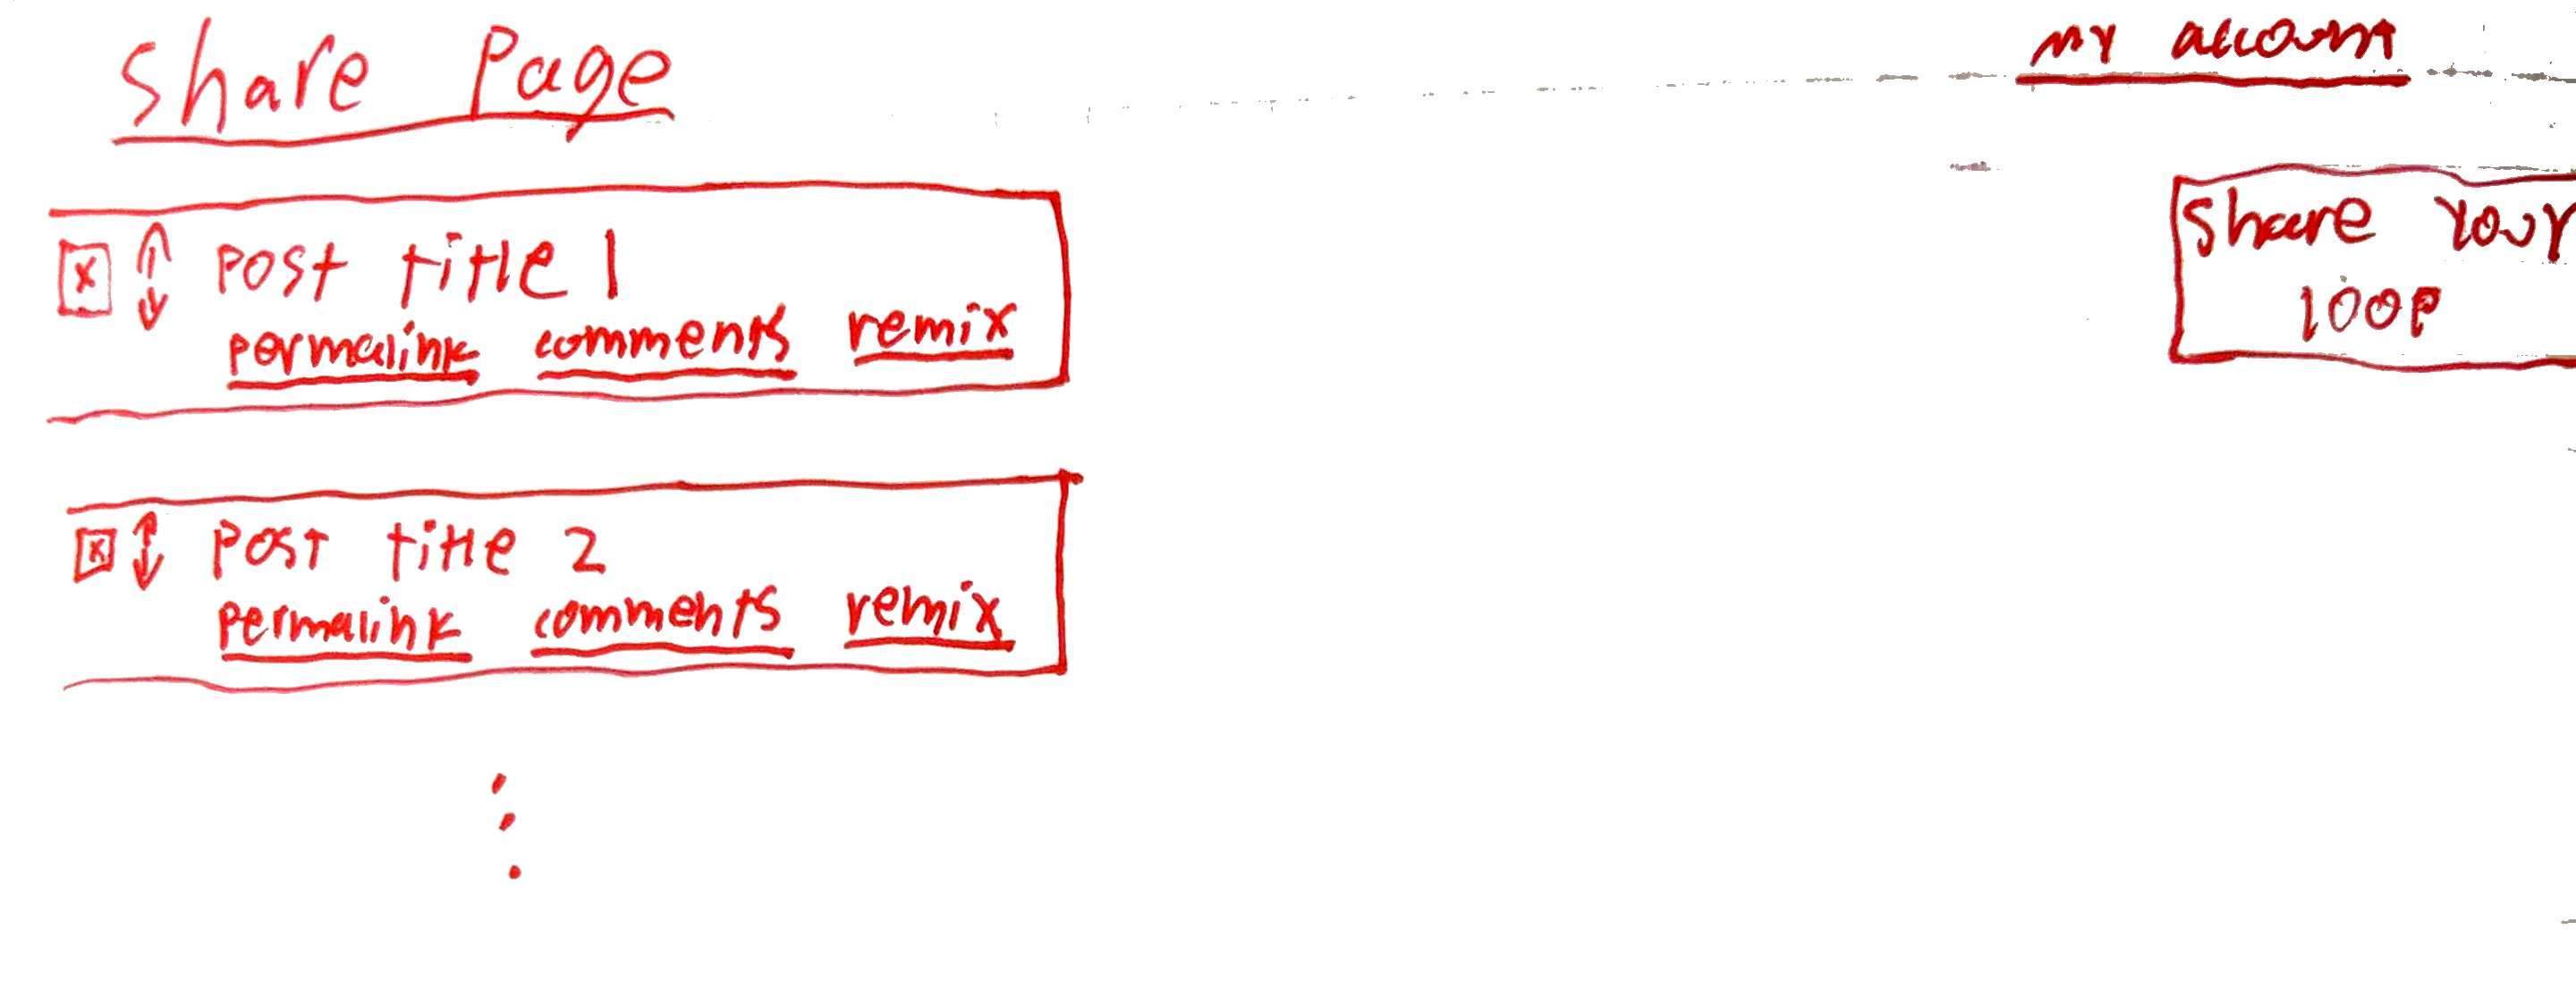 Share Page
my account
Share your
loop
x post title 1
permalink comments remix
x post title 2
permalink comments remix